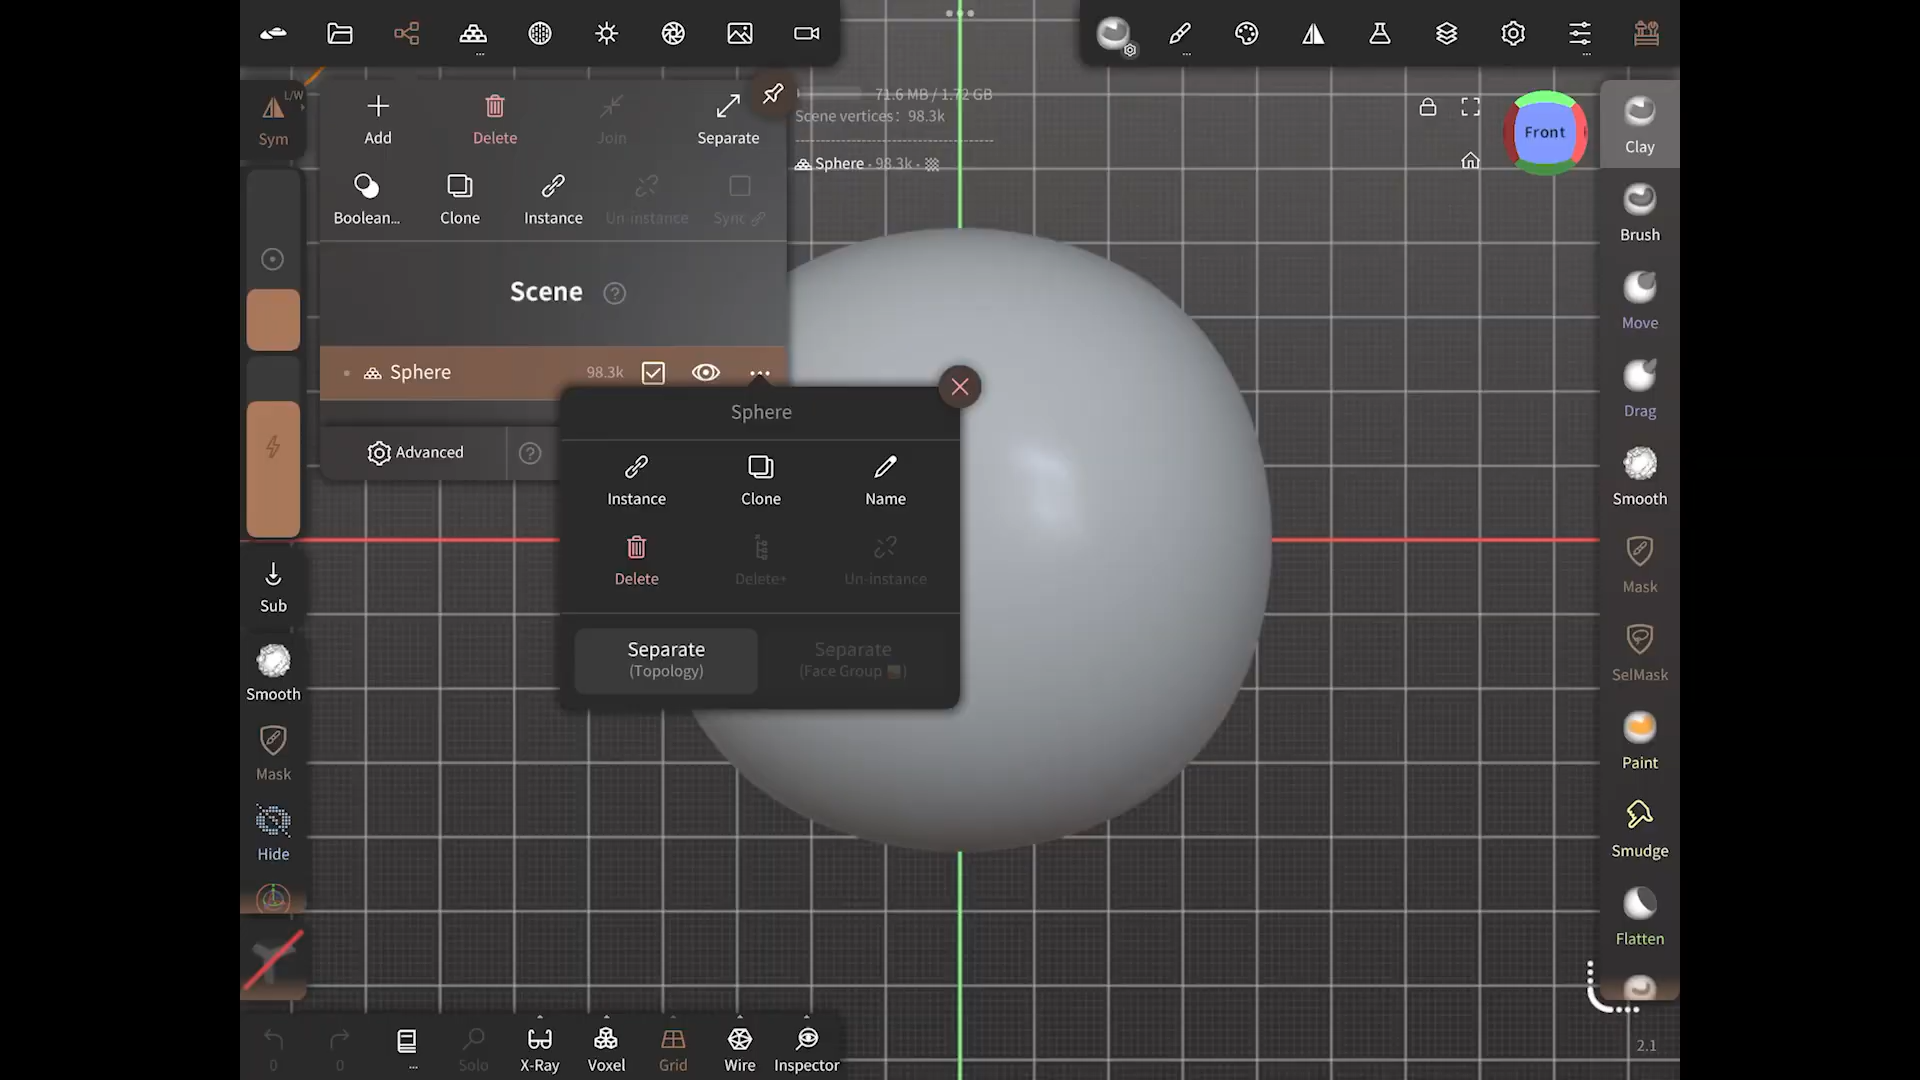 L/W
Sym
Add
Delete
Join
Separate
Boolean...
Clone
Instance
Un-instance
Sync
71.6 MB / 1.72 GB
Scene vertices: 98.3k
Sphere · 98.3k ·
Front
Scene ?
Sphere 98.3k ...
Advanced ?
Sphere
Instance
Clone
Name
Delete
Delete+
Un-instance
Separate
(Topology)
Separate
(Face Group )
Sub
Smooth
Mask
Hide
Clay
Brush
Move
Drag
Smooth
Mask
SelMask
Paint
Smudge
Flatten
0
0
...
Solo
X-Ray
Voxel
Grid
Wire
Inspector
2.1